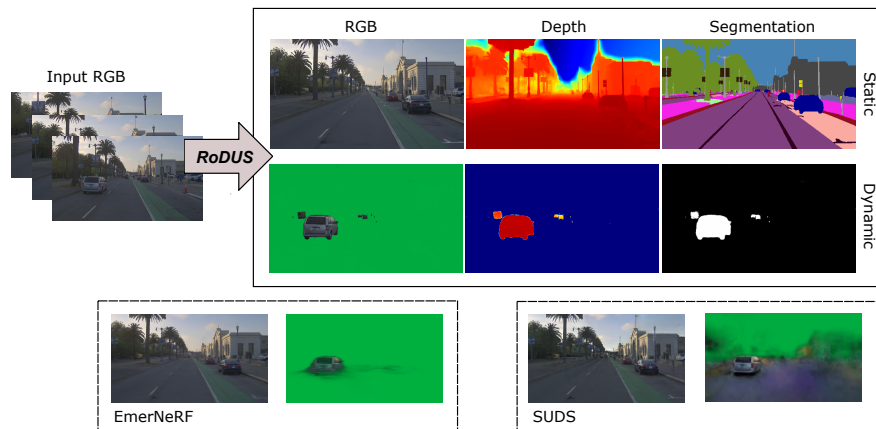 RGB
Depth
Segmentation
Input RGB
Static
RoDUS
Dynamic
EmerNeRF
SUDS